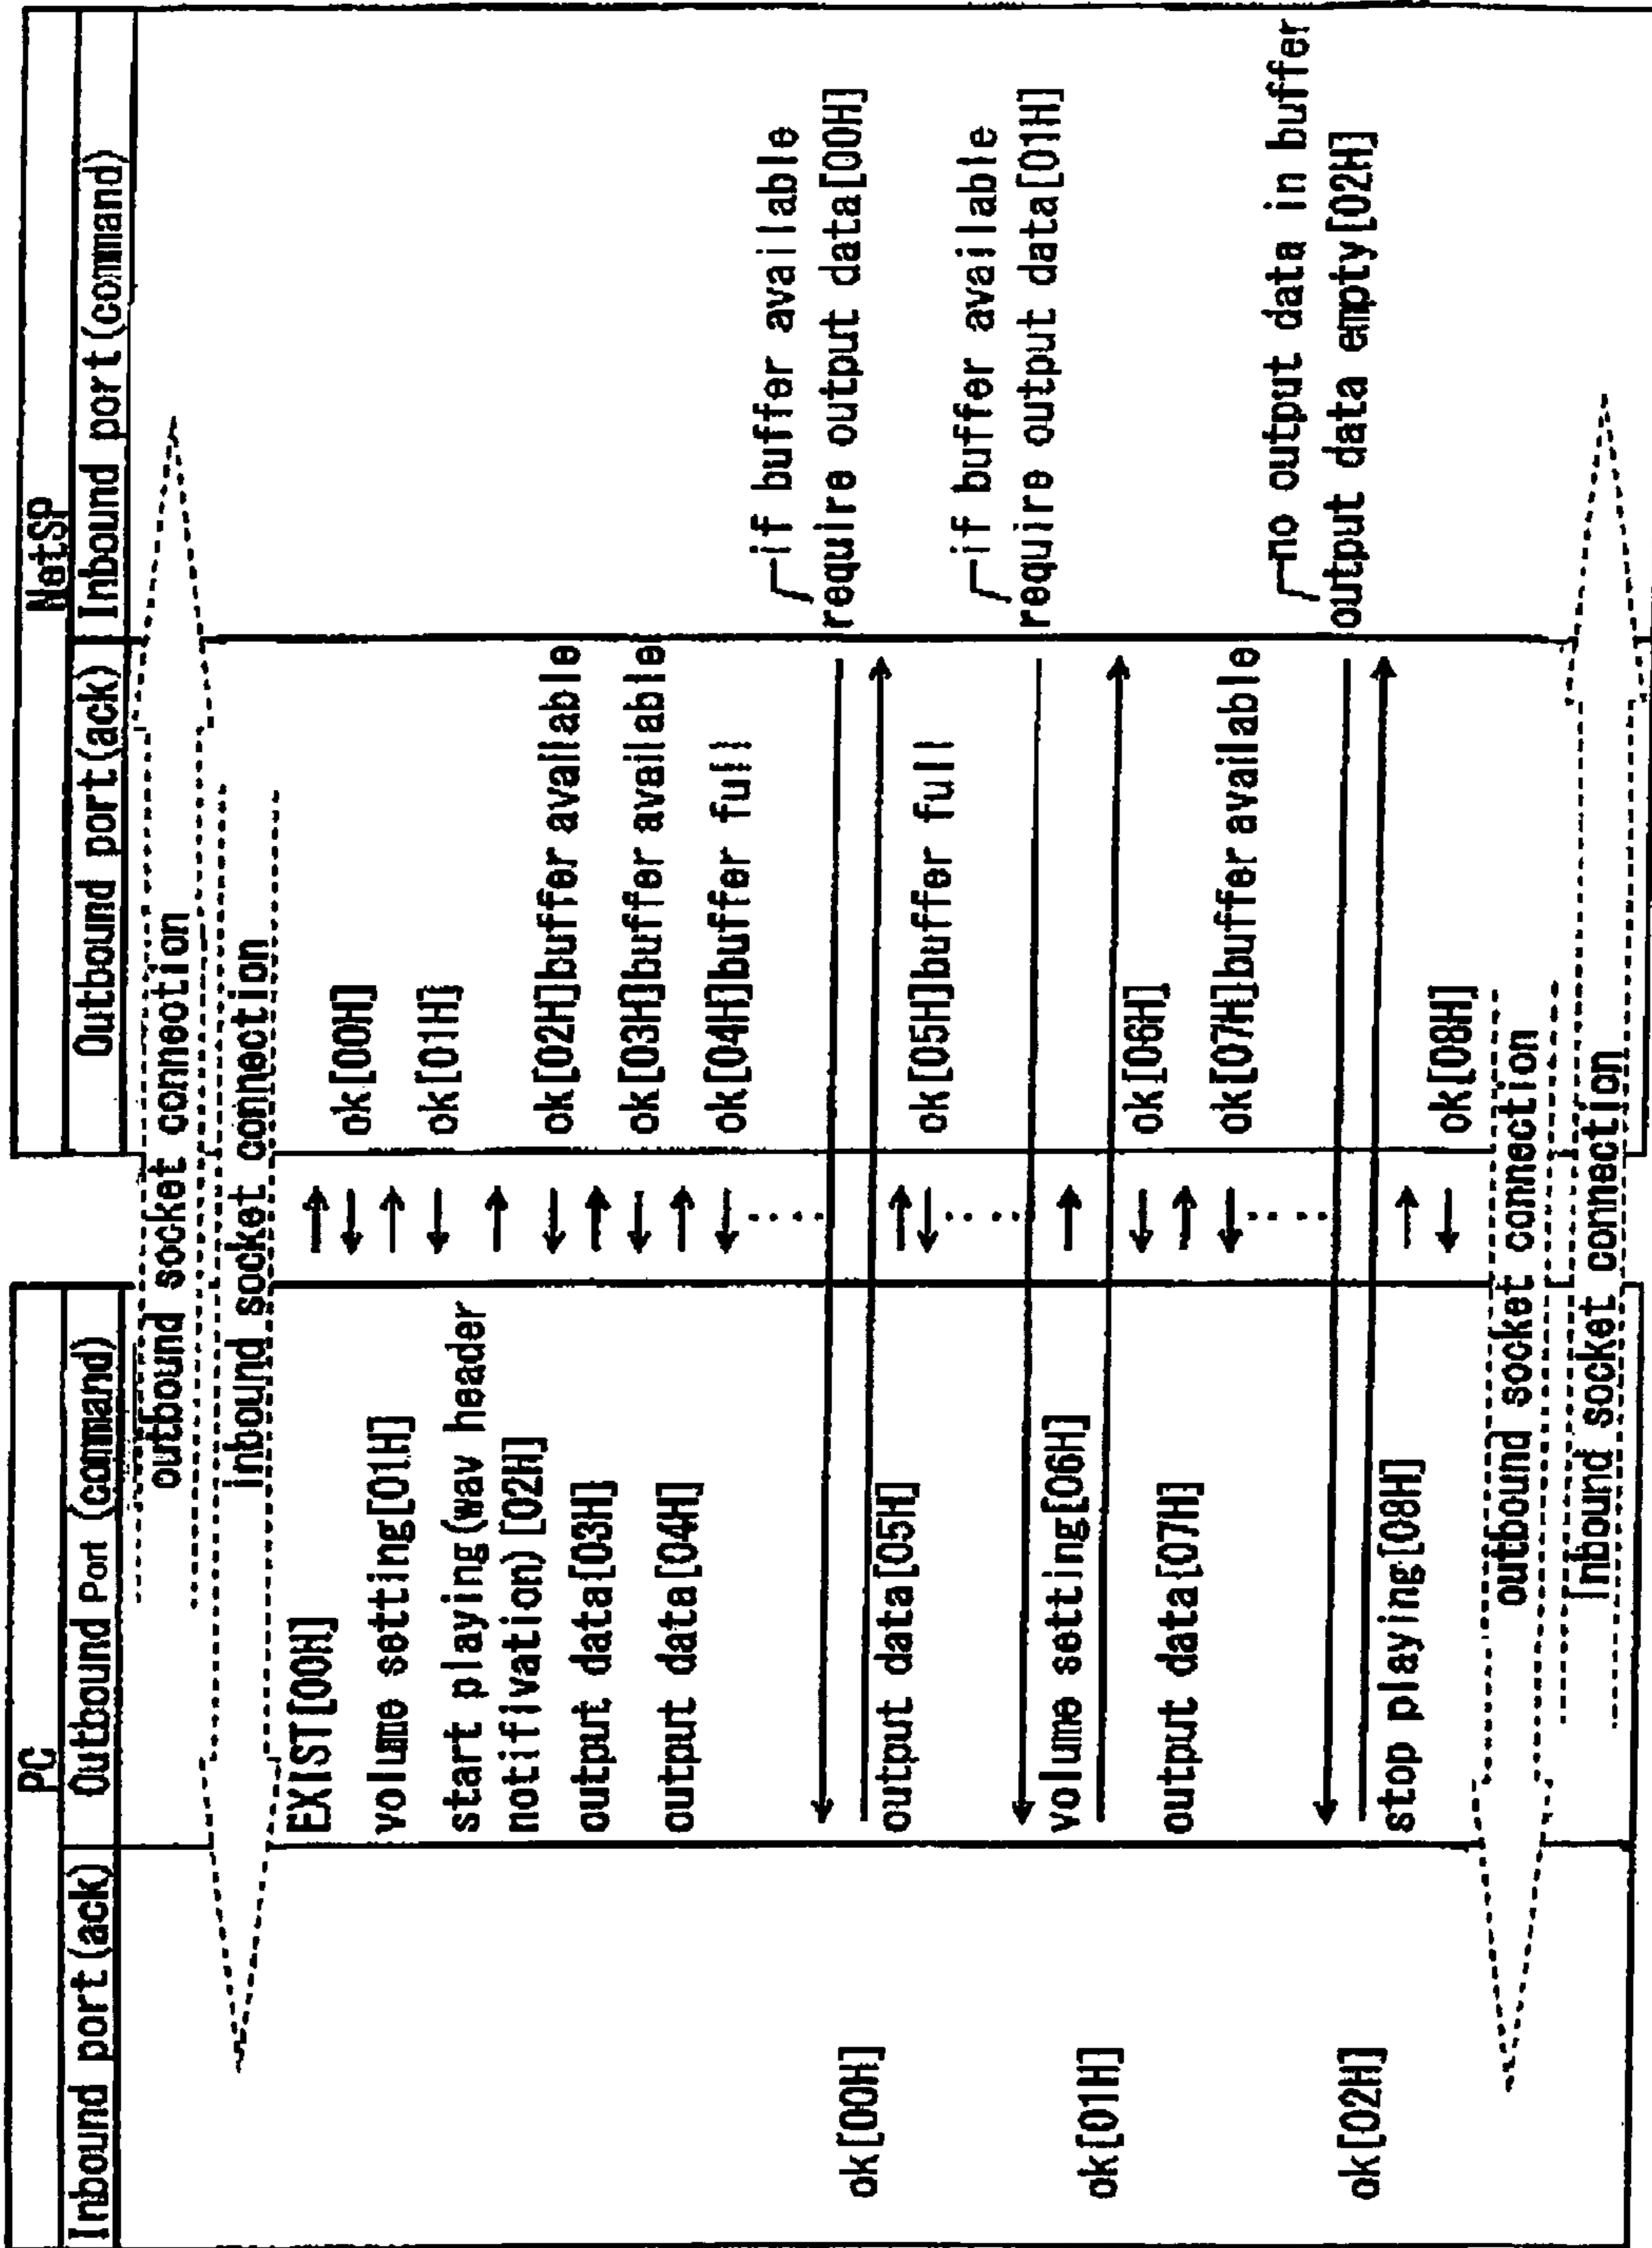 PC
NetSP
Inbound port(ack)
Outbound Port (command)
Outbound port(ack)
Inbound port(command)
outbound socket connection
inbound socket connection
EXIST[00H]
ok[00H]
volume setting[01H]
ok[01H]
start playing(wav header
notifivation)[02H]
ok[02H]buffer available
output data[03H]
ok[03H]buffer available
output data[04H]
ok[04H]buffer full
if buffer available
require output data[00H]
ok[00H]
output data[05H]
ok[05H]buffer full
if buffer available
require output data[01H]
volume setting[06H]
ok[01H]
ok[06H]
output data[07H]
ok[07H]buffer available
no output data in buffer
output data empty[02H]
ok[02H]
stop playing[08H]
ok[08H]
outbound socket connection
Inbound socket connection